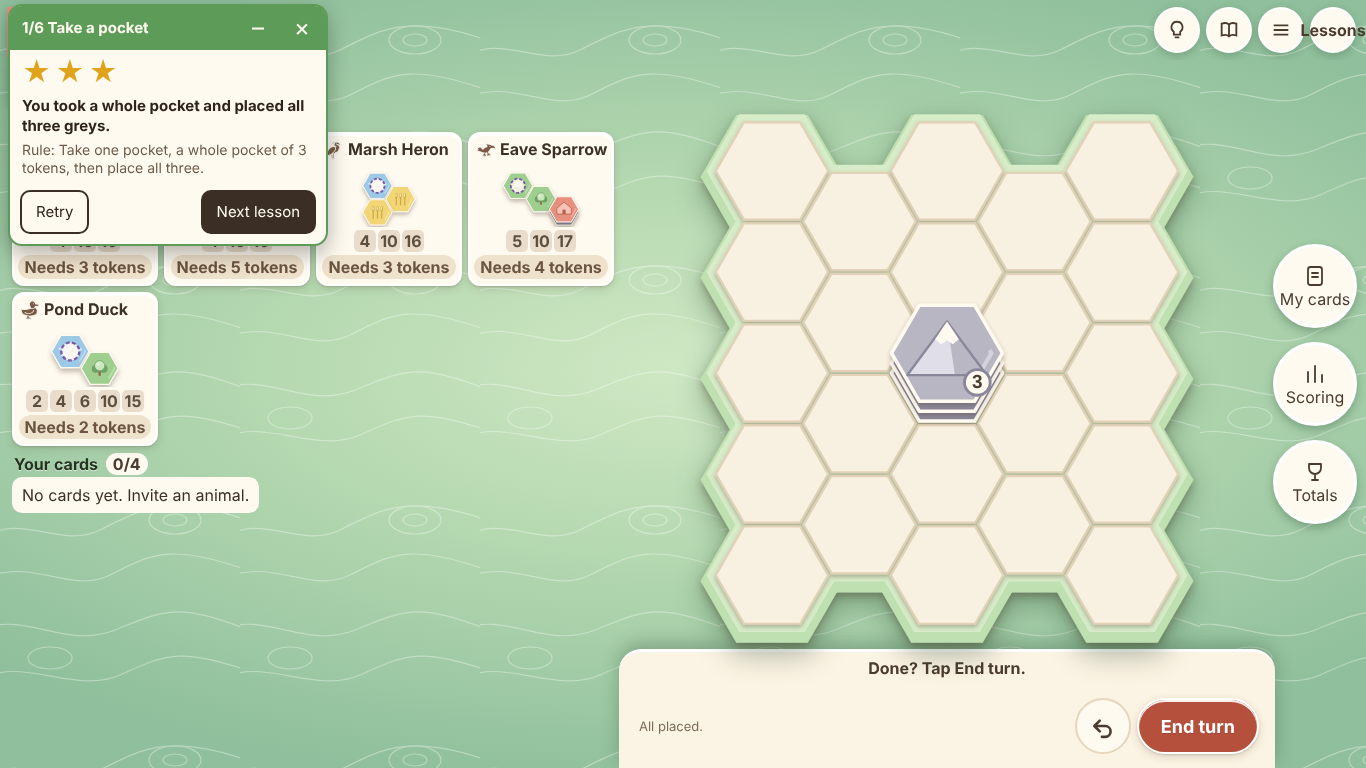 1/6 Take a pocket
You took a whole pocket and placed all
three greys.
Rule: Take one pocket, a whole pocket of 3
tokens, then place all three.
Retry
Next lesson
Lessons
Marsh Heron
4 10 16
Needs 3 tokens
Eave Sparrow
5 10 17
Needs 4 tokens
Needs 3 tokens
Needs 5 tokens
Pond Duck
2 4 6 10 15
Needs 2 tokens
Your cards 0/4
No cards yet. Invite an animal.
3
My cards
Scoring
Totals
Done? Tap End turn.
All placed.
End turn